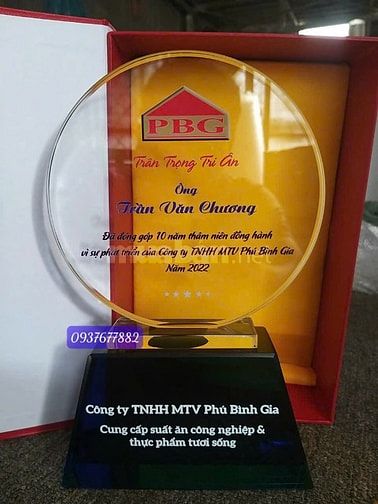 PBG
Trân Trọng Tri Ân
Ông
Trần Văn Chương
Đã đóng góp 10 năm thâm niên đồng hành
vì sự phát triển của Công ty TNHH MTV Phú Bình Gia
Năm 2022
0937677882
Công ty TNHH MTV Phú Bình Gia
Cung cấp suất ăn công nghiệp &
thực phẩm tươi sống